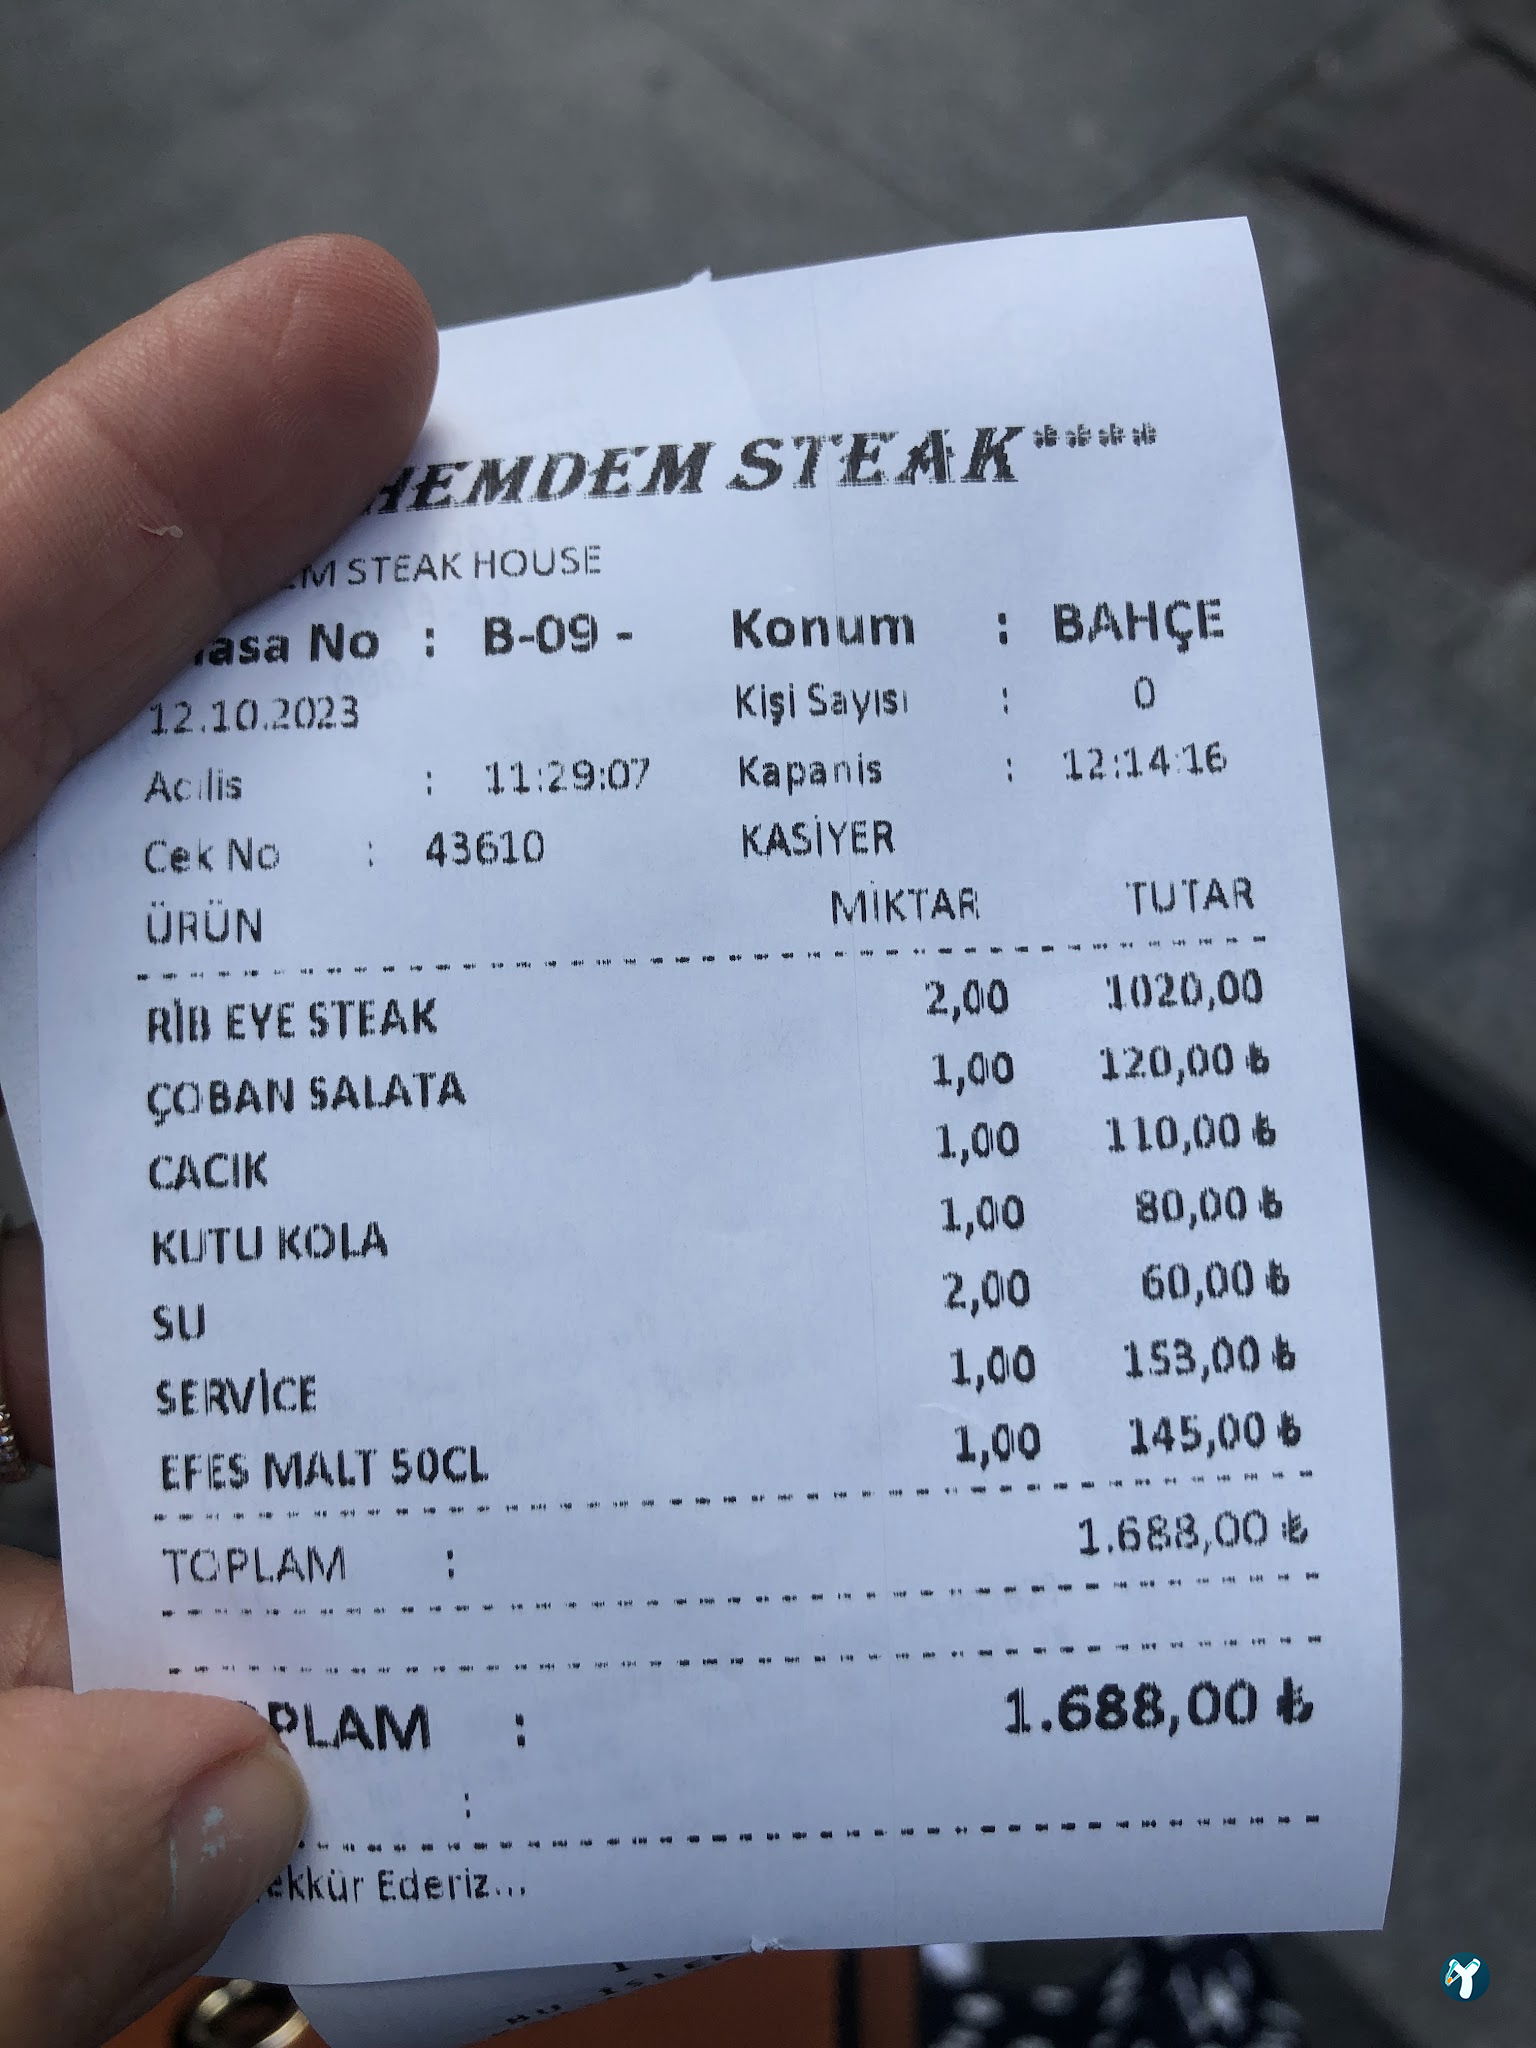 HEMDEM STEAK****
STEAK HOUSE
No : B-09 - Konum : BAHÇE
12.10.2023 Kişi Sayısı : 0
Acilis : 11:29:07 Kapanis : 12:14:16
Cek No : 43610 KASİYER
ÜRÜN MİKTAR TUTAR
RİB EYE STEAK 2,00 1020,00
ÇOBAN SALATA 1,00 120,00 ₺
CACIK 1,00 110,00 ₺
KUTU KOLA 1,00 80,00 ₺
SU 2,00 60,00 ₺
SERVİCE 1,00 153,00 ₺
EFES MALT 50CL 1,00 145,00 ₺
TOPLAM : 1.688,00 ₺
PLAM : 1.688,00 ₺
:
ekkür Ederiz...